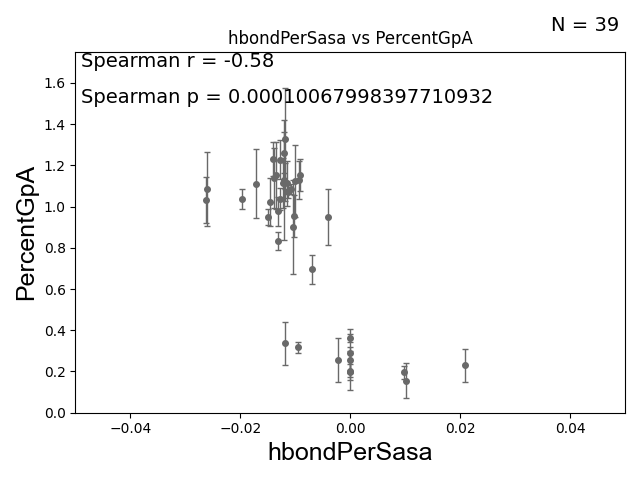 N = 39
hbondPerSasa vs PercentGpA
Spearman r = -0.58
Spearman p = 0.00010067998397710932
PercentGpA
1.6
1.4
1.2
1.0
0.8
0.6
0.4
0.2
0.0
−0.04 −0.02 0.00 0.02 0.04
hbondPerSasa